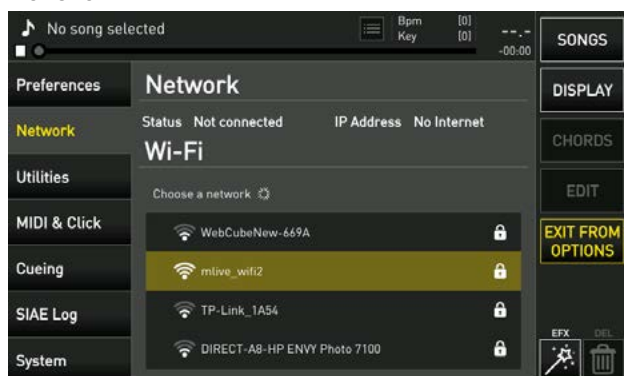 No song selected
Bpm [0]
Key [0]
--.-
-00:00
SONGS
Preferences
Network
DISPLAY
Network
Status Not connected IP Address No Internet
CHORDS
Wi-Fi
Utilities
Choose a network
EDIT
MIDI & Click
WebCubeNew-669A
EXIT FROM
OPTIONS
Cueing
mlive_wifi2
SIAE Log
TP-Link_1A54
EFX DEL
System
DIRECT-A8-HP ENVY Photo 7100